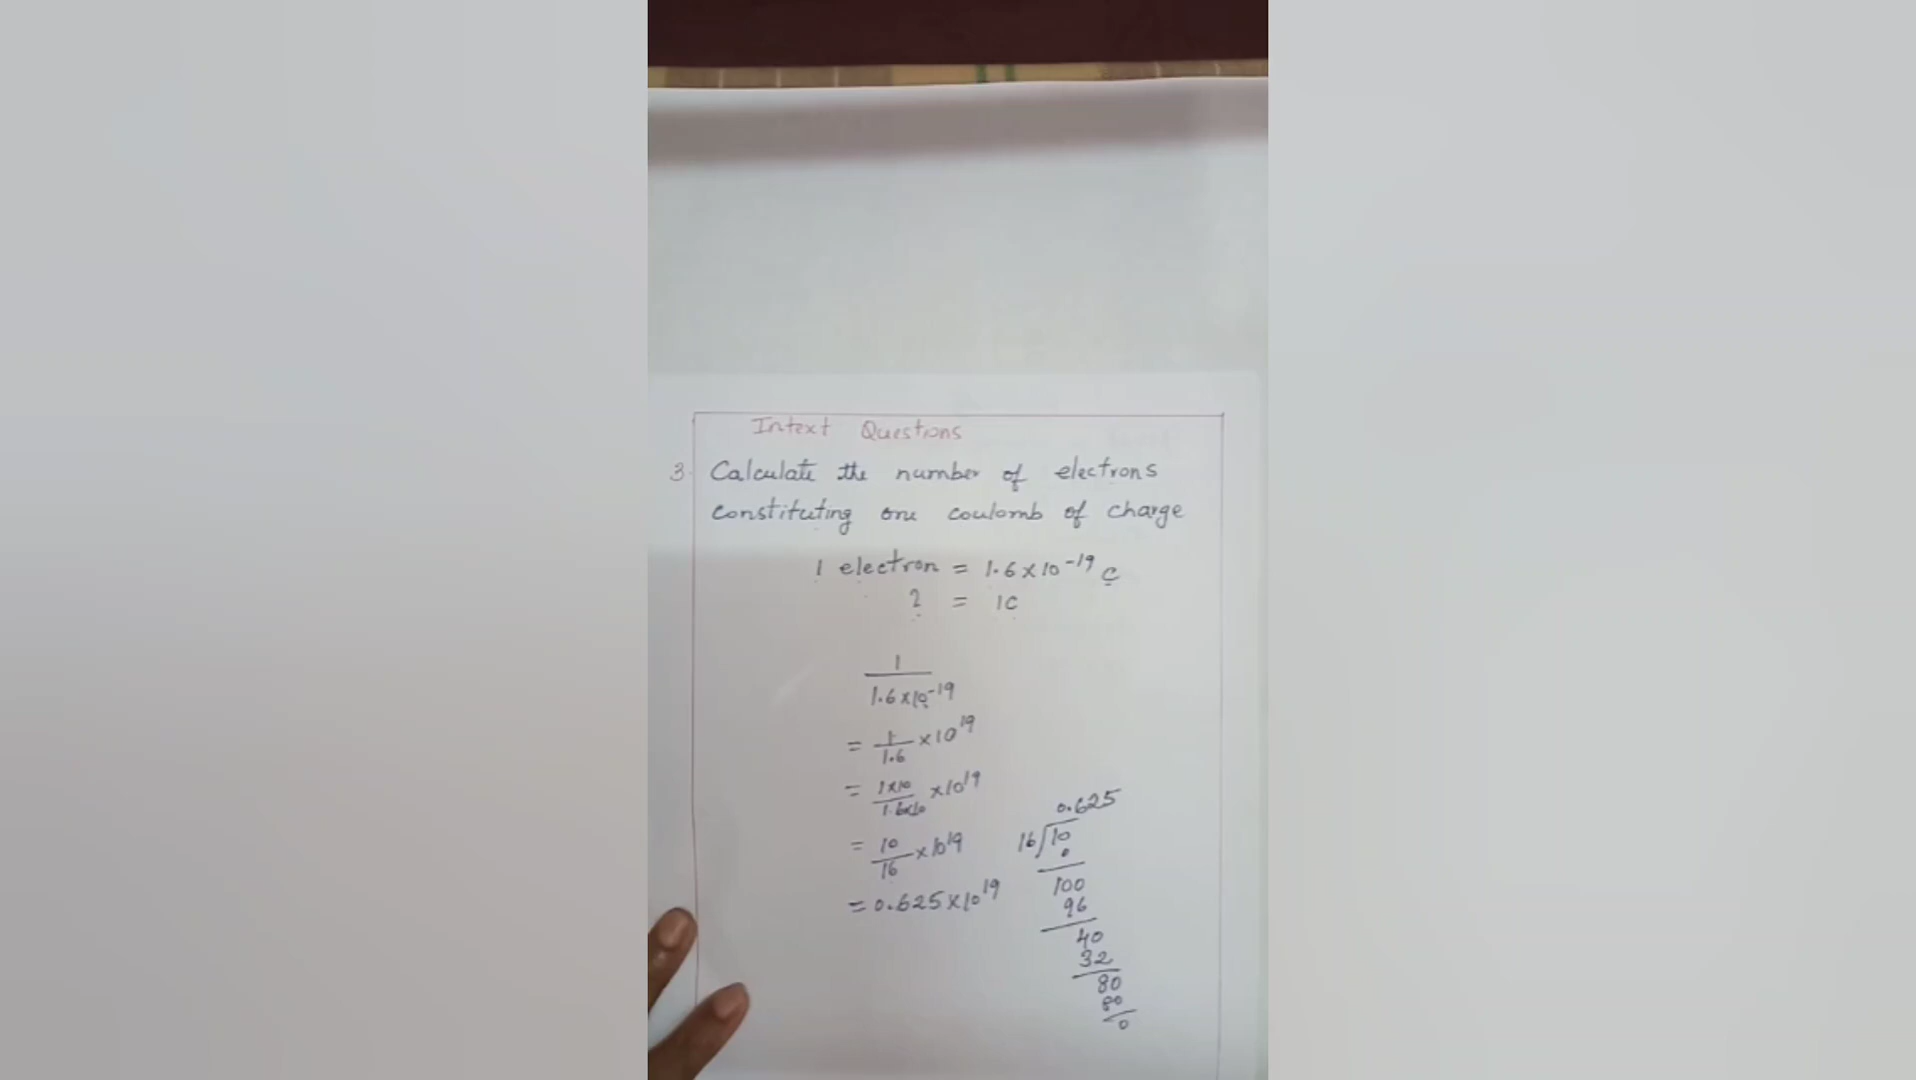 Intext Questions
3. Calculate the number of electrons
constituting one coulomb of charge
1 electron = 1.6 × 10⁻¹⁹ C
? = 1C
1
1.6 × 10⁻¹⁹
= 1/1.6 × 10¹⁹
= 1×10/1.6×10 × 10¹⁹
= 10/16 × 10¹⁹
= 0.625 × 10¹⁹
0.625
16 10
0
100
96
40
32
80
80
0